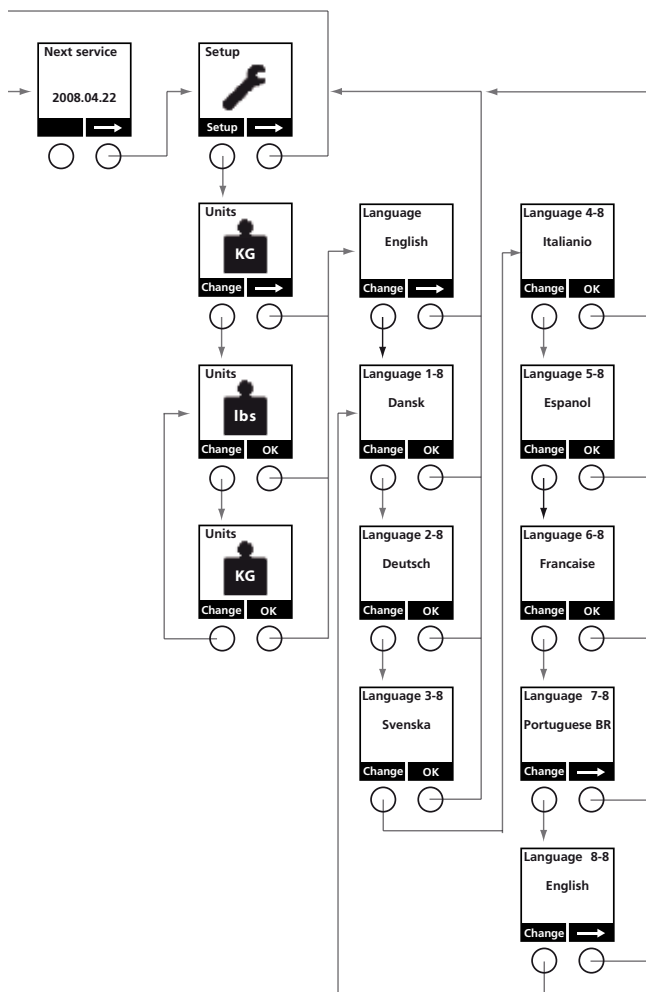 Next service
2008.04.22
Setup
Setup
Units
KG
Change
Units
lbs
Change OK
Units
KG
Change OK
Language
English
Change
Language 1-8
Dansk
Change OK
Language 2-8
Deutsch
Change OK
Language 3-8
Svenska
Change OK
Language 4-8
Italianio
Change OK
Language 5-8
Espanol
Change OK
Language 6-8
Francaise
Change OK
Language 7-8
Portuguese BR
Change
Language 8-8
English
Change